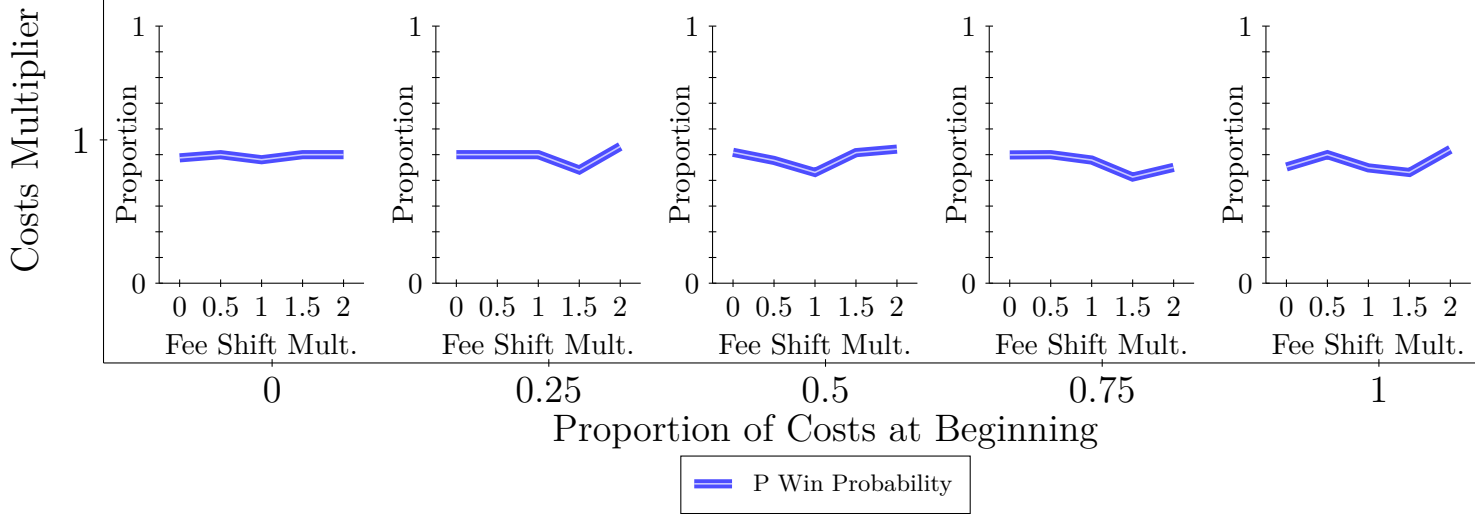 Costs Multiplier
1
1
Proportion
0
0 0.5 1 1.5 2
Fee Shift Mult.
1
Proportion
0
0 0.5 1 1.5 2
Fee Shift Mult.
1
Proportion
0
0 0.5 1 1.5 2
Fee Shift Mult.
1
Proportion
0
0 0.5 1 1.5 2
Fee Shift Mult.
1
Proportion
0
0 0.5 1 1.5 2
Fee Shift Mult.
0 0.25 0.5 0.75 1
Proportion of Costs at Beginning
P Win Probability